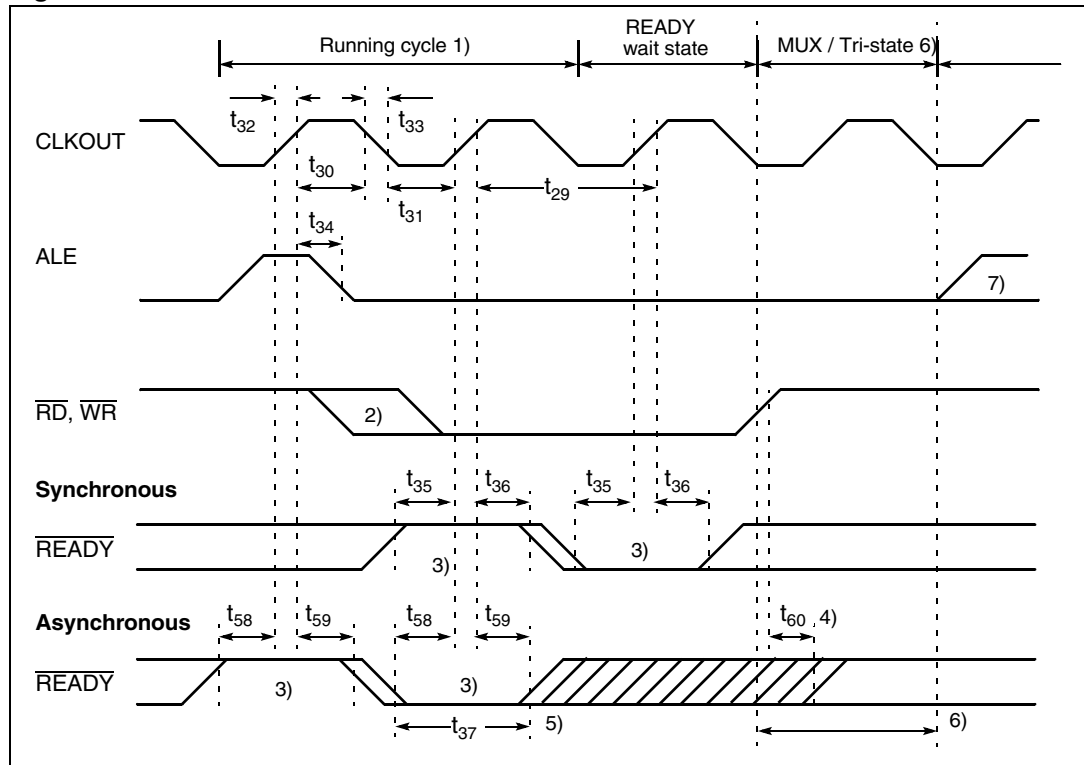 READY
Running cycle 1)
wait state
MUX / Tri-state 6)
t32
t33
CLKOUT
t30
t29
t31
t34
ALE
7)
RD, WR
2)
t35
t36
t35
t36
Synchronous
READY
3)
3)
t58
t59
t58
t59
t60
4)
Asynchronous
READY
3)
3)
t37
5)
6)